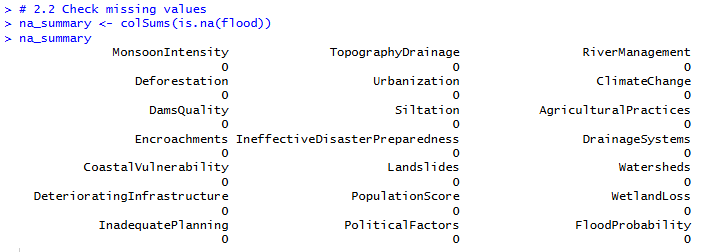 > # 2.2 Check missing values
> na_summary <- colSums(is.na(flood))
> na_summary
MonsoonIntensity TopographyDrainage RiverManagement
0 0 0
Deforestation Urbanization ClimateChange
0 0 0
DamsQuality Siltation AgriculturalPractices
0 0 0
Encroachments IneffectiveDisasterPreparedness DrainageSystems
0 0 0
CoastalVulnerability Landslides Watersheds
0 0 0
DeterioratingInfrastructure PopulationScore WetlandLoss
0 0 0
InadequatePlanning PoliticalFactors FloodProbability
0 0 0